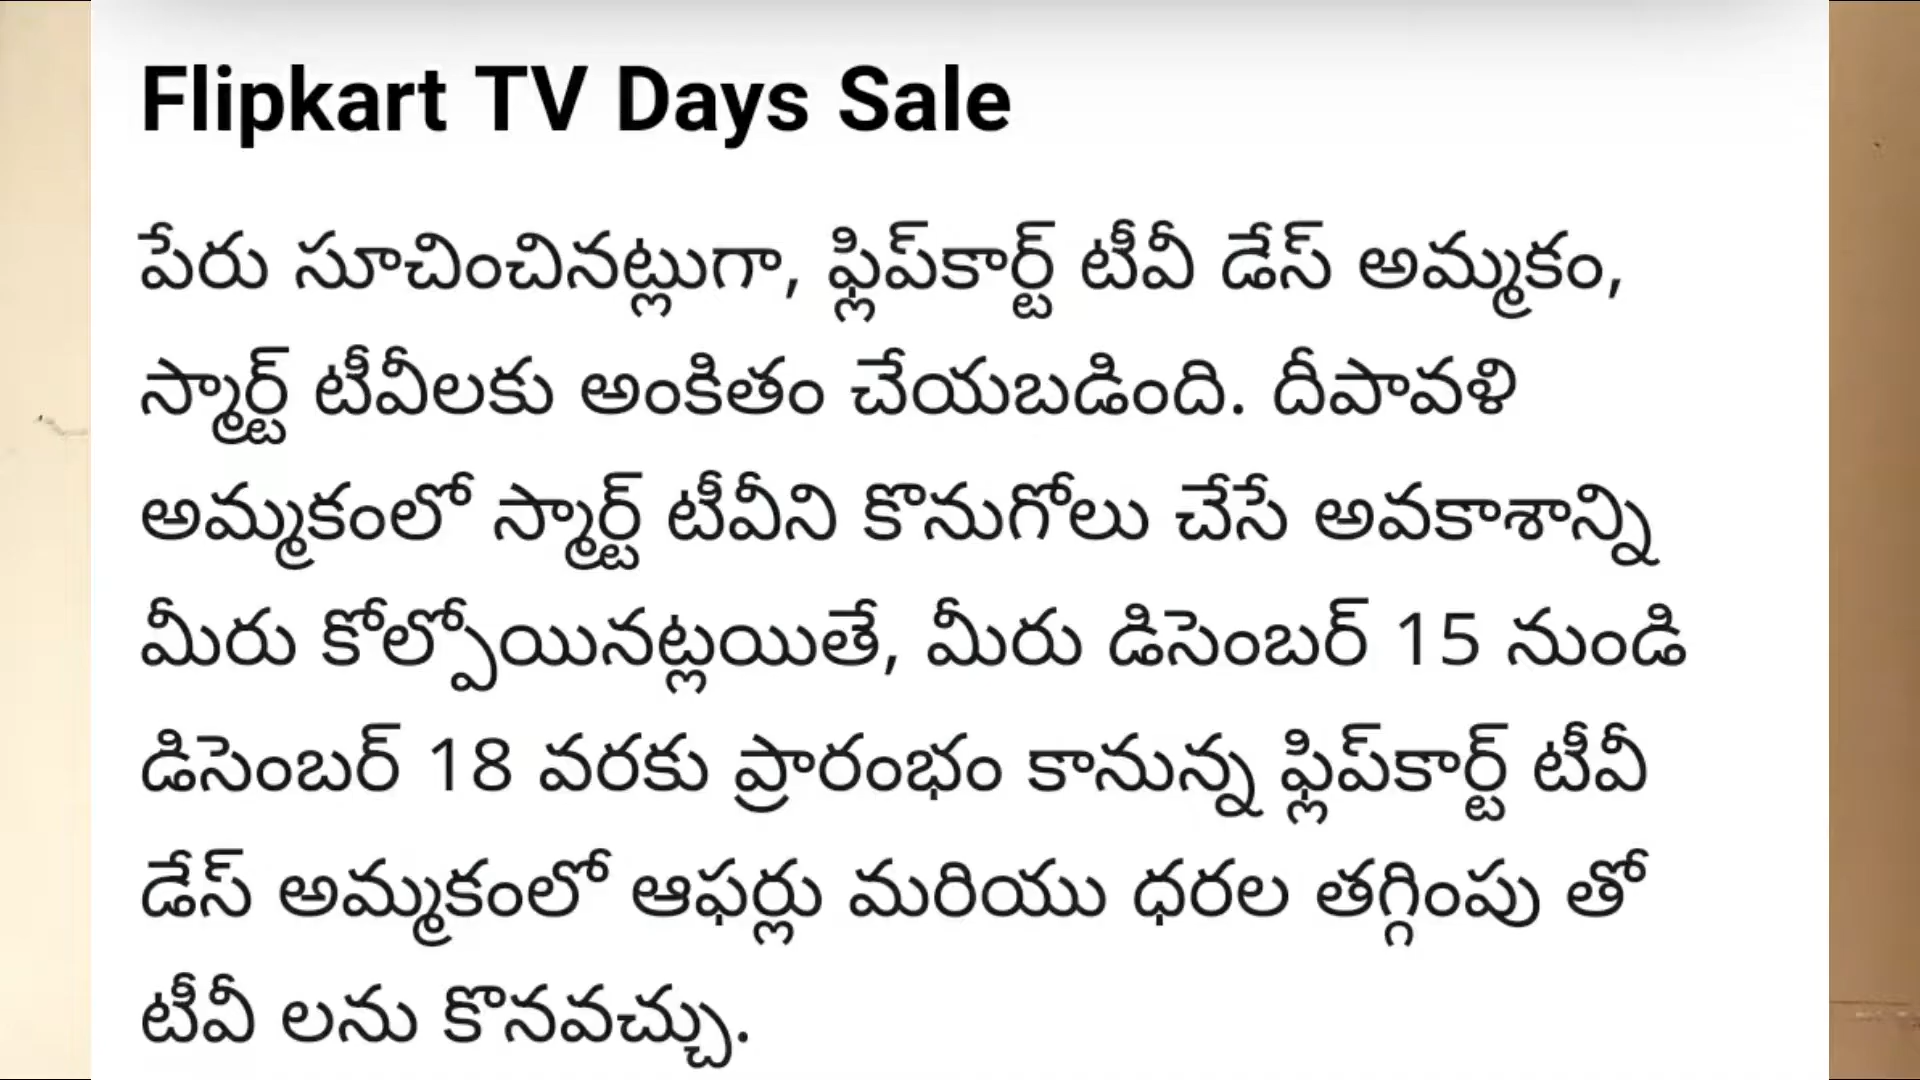 Flipkart TV Days Sale
పేరు సూచించినట్లుగా, ఫ్లిప్‌కార్ట్ టీవీ డేస్ అమ్మకం,
స్మార్ట్ టీవీలకు అంకితం చేయబడింది. దీపావళి
అమ్మకంలో స్మార్ట్ టీవీని కొనుగోలు చేసే అవకాశాన్ని
మీరు కోల్పోయినట్లయితే, మీరు డిసెంబర్ 15 నుండి
డిసెంబర్ 18 వరకు ప్రారంభం కానున్న ఫ్లిప్‌కార్ట్ టీవీ
డేస్ అమ్మకంలో ఆఫర్లు మరియు ధరల తగ్గింపు తో
టీవీ లను కొనవచ్చు.